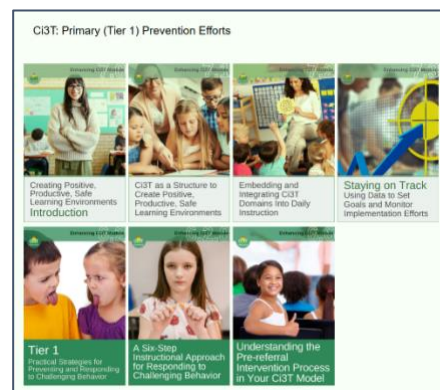 Ci3T: Primary (Tier 1) Prevention Efforts
Enhancing Ci3T Module
Enhancing Ci3T Module
Enhancing Ci3T Module
Enhancing Ci3T Module
Creating Positive,
Productive, Safe
Learning Environments
Introduction
Ci3T as a Structure to
Create Positive,
Productive, Safe
Learning Environments
Embedding and
Integrating Ci3T
Domains Into Daily
Instruction
Staying on Track
Using Data to Set
Goals and Monitor
Implementation Efforts
Enhancing Ci3T Module
Enhancing Ci3T Module
Enhancing Ci3T Module
Tier 1
Practical Strategies for
Preventing and Responding
to Challenging Behavior
A Six-Step
Instructional Approach
for Responding to
Challenging Behavior
Understanding the
Pre-referral
Intervention Process
in Your Ci3T Model